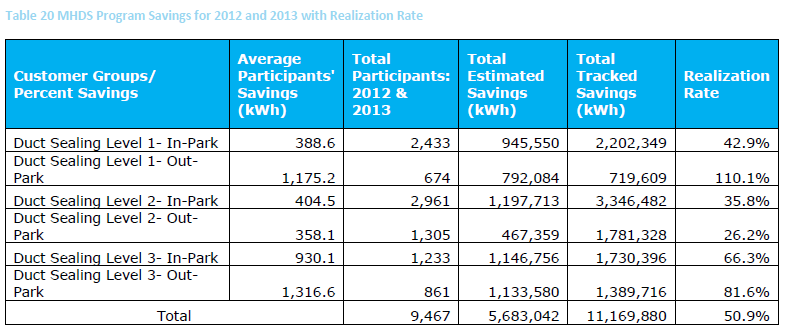 Table 20 MHDS Program Savings for 2012 and 2013 with Realization Rate
Customer Groups/ Percent Savings | Average Participants' Savings (kWh) | Total Participants: 2012 & 2013 | Total Estimated Savings (kWh) | Total Tracked Savings (kWh) | Realization Rate
Duct Sealing Level 1- In-Park | 388.6 | 2,433 | 945,550 | 2,202,349 | 42.9%
Duct Sealing Level 1- Out-Park | 1,175.2 | 674 | 792,084 | 719,609 | 110.1%
Duct Sealing Level 2- In-Park | 404.5 | 2,961 | 1,197,713 | 3,346,482 | 35.8%
Duct Sealing Level 2- Out-Park | 358.1 | 1,305 | 467,359 | 1,781,328 | 26.2%
Duct Sealing Level 3- In-Park | 930.1 | 1,233 | 1,146,756 | 1,730,396 | 66.3%
Duct Sealing Level 3- Out-Park | 1,316.6 | 861 | 1,133,580 | 1,389,716 | 81.6%
Total | 9,467 | 5,683,042 | 11,169,880 | 50.9%